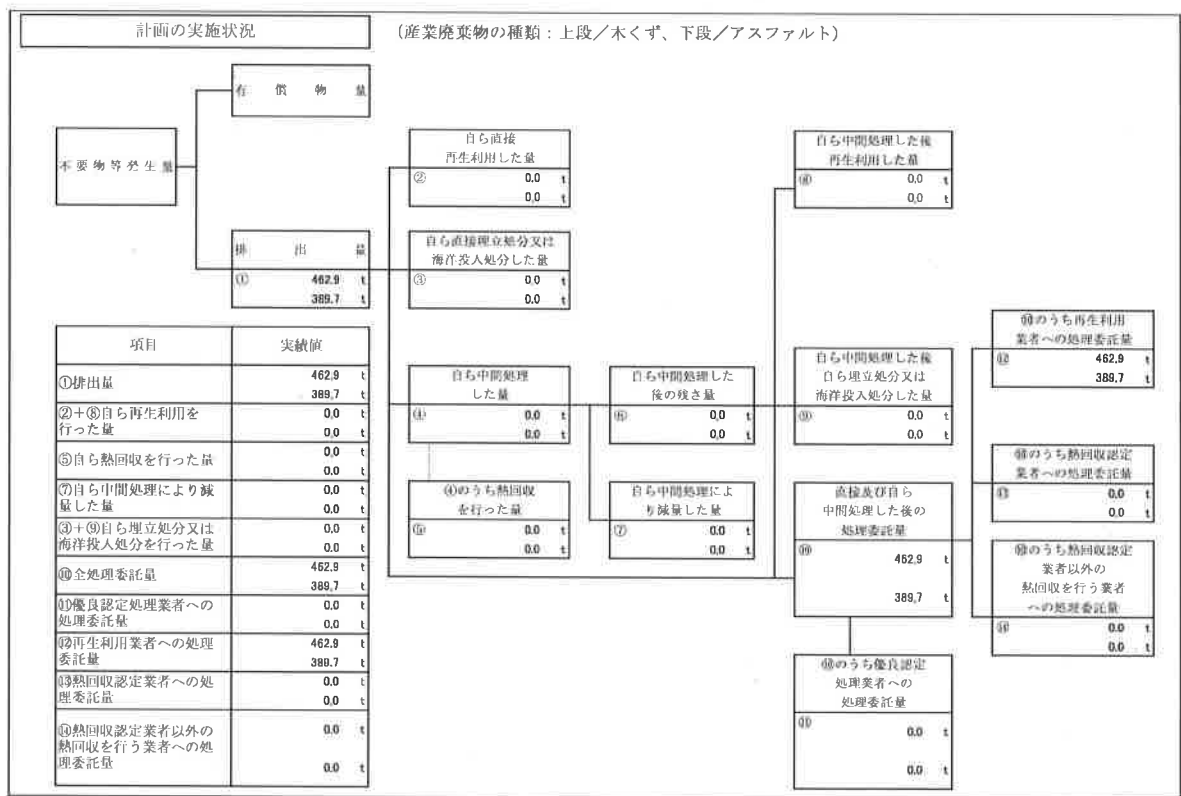 計画の実施状況
(産業廃棄物の種類：上段／木くず、下段／アスファルト)
有償物量
不要物等発生量
排出量
① 462.9 t
389.7 t
自ら直接
再生利用した量
② 0.0 t
0.0 t
自ら直接埋立処分又は
海洋投入処分した量
③ 0.0 t
0.0 t
自ら中間処理した後
再生利用した量
⑧ 0.0 t
0.0 t
自ら中間処理
した量
④ 0.0 t
0.0 t
自ら中間処理した
後の残さ量
⑥ 0.0 t
0.0 t
自ら中間処理した後
自ら埋立処分又は
海洋投入処分した量
⑨ 0.0 t
0.0 t
⑩のうち再生利用
業者への処理委託量
⑫ 462.9 t
389.7 t
④のうち熱回収
を行った量
⑤ 0.0 t
0.0 t
自ら中間処理によ
り減量した量
⑦ 0.0 t
0.0 t
直接及び自ら
中間処理した後の
処理委託量
⑩
462.9 t
389.7 t
⑩のうち熱回収認定
業者への処理委託量
⑬ 0.0 t
0.0 t
⑩のうち熱回収認定
業者以外の
熱回収を行う業者
への処理委託量
⑭ 0.0 t
0.0 t
⑩のうち優良認定
処理業者への
処理委託量
⑪
0.0 t
0.0 t
項目 実績値
①排出量 462.9 t
389.7 t
②+⑧自ら再生利用を 0.0 t
行った量 0.0 t
⑤自ら熱回収を行った量 0.0 t
0.0 t
⑦自ら中間処理により減 0.0 t
量した量 0.0 t
③+⑨自ら埋立処分又は 0.0 t
海洋投入処分を行った量 0.0 t
⑩全処理委託量 462.9 t
389.7 t
⑪優良認定処理業者への 0.0 t
処理委託量 0.0 t
⑫再生利用業者への処理 462.9 t
委託量 389.7 t
⑬熱回収認定業者への処 0.0 t
理委託量 0.0 t
⑭熱回収認定業者以外の 0.0 t
熱回収を行う業者への処
理委託量 0.0 t